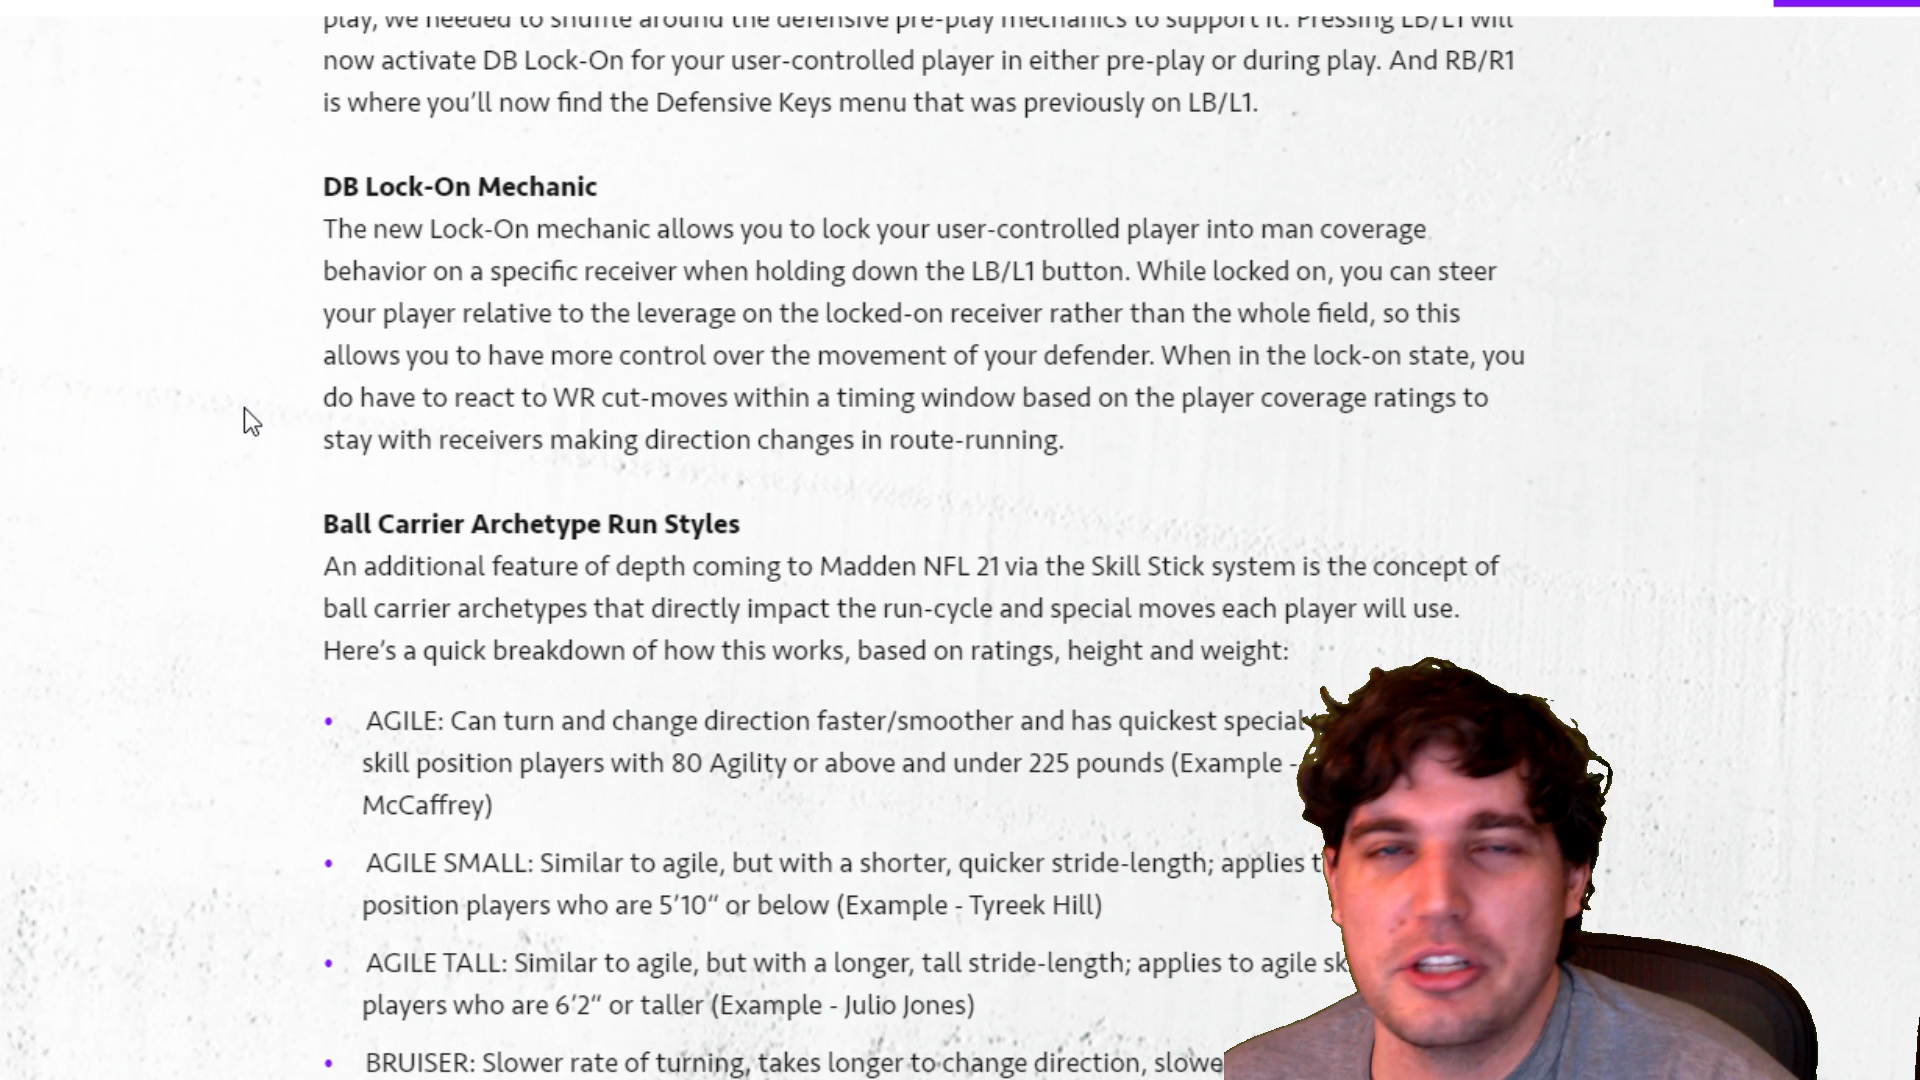 play, we needed to shuffle around the defensive pre-play mechanics to support it. Pressing LB/L1 will
now activate DB Lock-On for your user-controlled player in either pre-play or during play. And RB/R1
is where you’ll now find the Defensive Keys menu that was previously on LB/L1.
DB Lock-On Mechanic
The new Lock-On mechanic allows you to lock your user-controlled player into man coverage
behavior on a specific receiver when holding down the LB/L1 button. While locked on, you can steer
your player relative to the leverage on the locked-on receiver rather than the whole field, so this
allows you to have more control over the movement of your defender. When in the lock-on state, you
do have to react to WR cut-moves within a timing window based on the player coverage ratings to
stay with receivers making direction changes in route-running.
Ball Carrier Archetype Run Styles
An additional feature of depth coming to Madden NFL 21 via the Skill Stick system is the concept of
ball carrier archetypes that directly impact the run-cycle and special moves each player will use.
Here’s a quick breakdown of how this works, based on ratings, height and weight:
• AGILE: Can turn and change direction faster/smoother and has quickest special
skill position players with 80 Agility or above and under 225 pounds (Example -
McCaffrey)
• AGILE SMALL: Similar to agile, but with a shorter, quicker stride-length; applies
position players who are 5’10” or below (Example - Tyreek Hill)
• AGILE TALL: Similar to agile, but with a longer, tall stride-length; applies to agile
players who are 6’2” or taller (Example - Julio Jones)
• BRUISER: Slower rate of turning, takes longer to change direction,